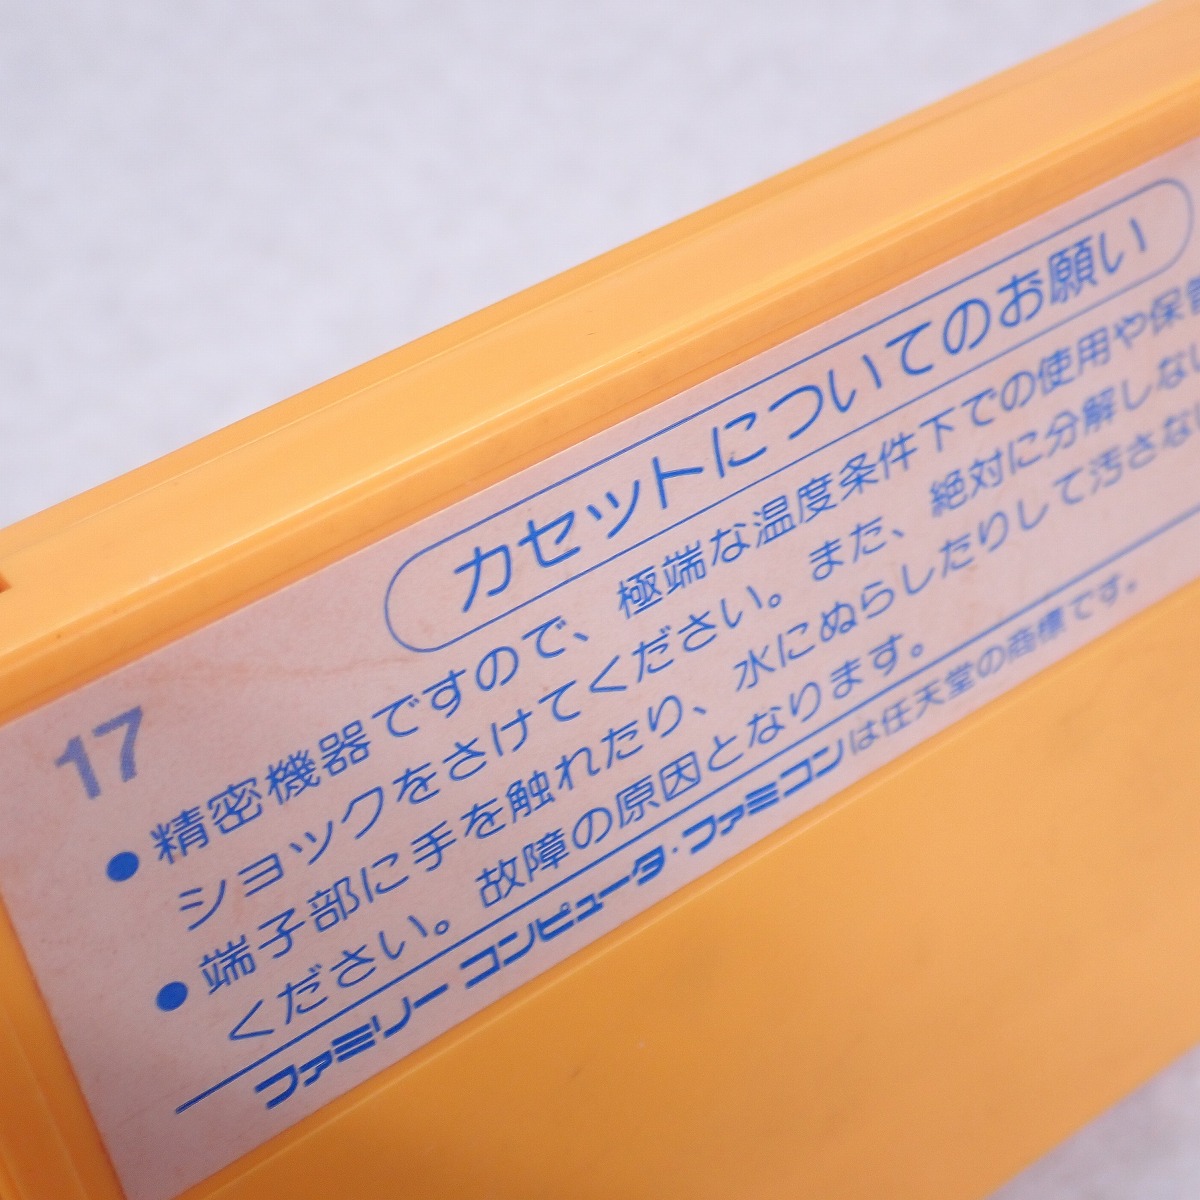 カセットについてのお願い
17
●精密機器ですので、極端な温度条件下での使用や保管
ショックをさけてください。また、絶対に分解しない
●端子部に手を触れたり、水にぬらしたりして汚さない
ください。故障の原因となります。
ファミリーコンピュータ・ファミコンは任天堂の商標です。